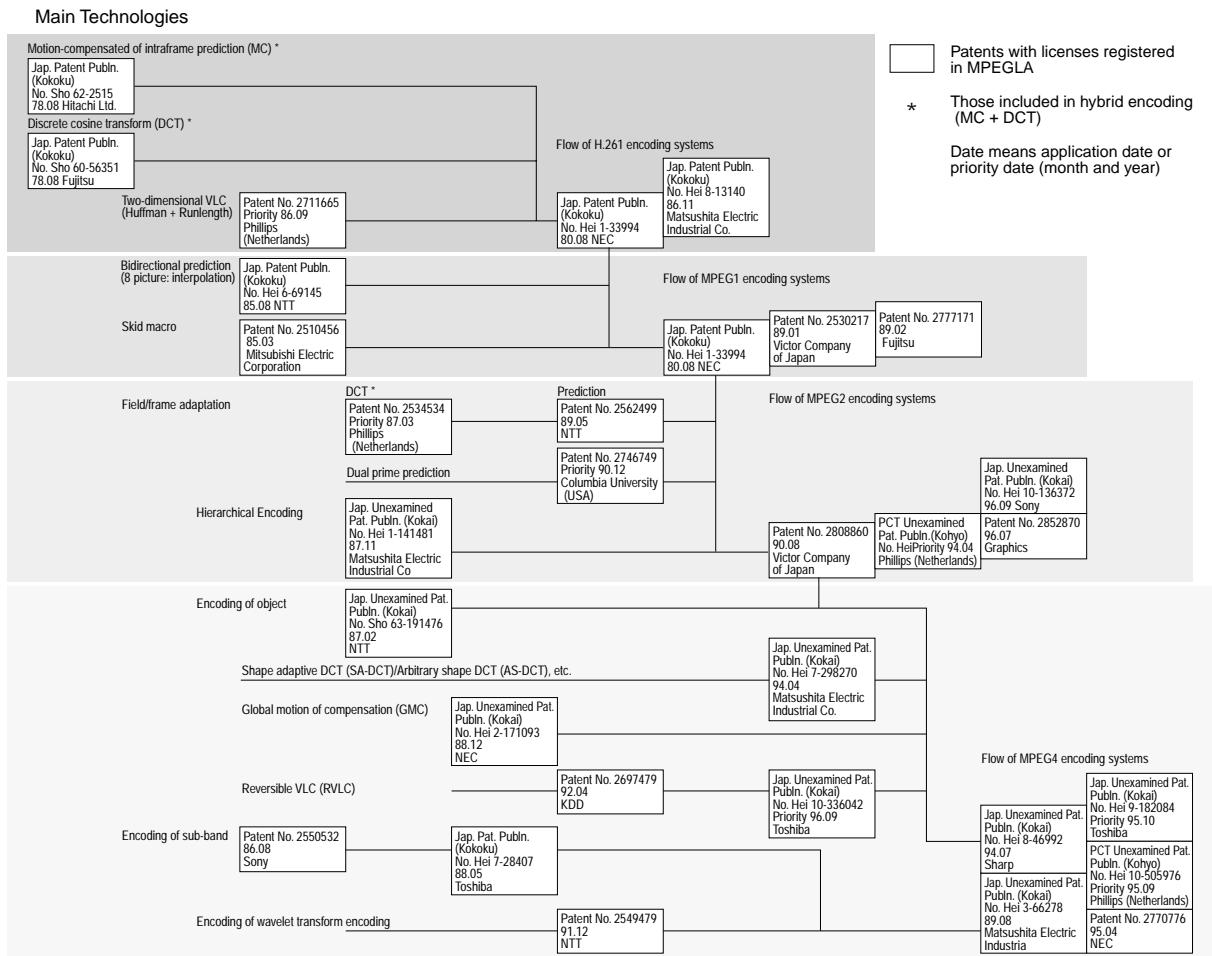 Main Technologies
Motion-compensated of intraframe prediction (MC) *
Jap. Patent Publn.
(Kokoku)
No. Sho 62-2515
78.08 Hitachi Ltd.
Discrete cosine transform (DCT) *
Jap. Patent Publn.
(Kokoku)
No. Sho 60-56351
78.08 Fujitsu
Two-dimensional VLC
(Huffman + Runlength)
Patent No. 2711665
Priority 86.09
Phillips
(Netherlands)
Flow of H.261 encoding systems
Jap. Patent Publn.
(Kokoku)
No. Hei 1-33994
80.08 NEC
Jap. Patent Publn.
(Kokoku)
No. Hei 8-13140
86.11
Matsushita Electric
Industrial Co.
Patents with licenses registered
in MPEGLA
*
Those included in hybrid encoding
(MC + DCT)
Date means application date or
priority date (month and year)
Bidirectional prediction
(8 picture: interpolation)
Jap. Patent Publn.
(Kokoku)
No. Hei 6-69145
85.08 NTT
Skid macro
Patent No. 2510456
85.03
Mitsubishi Electric
Corporation
Flow of MPEG1 encoding systems
Jap. Patent Publn.
(Kokoku)
No. Hei 1-33994
80.08 NEC
Patent No. 2530217
89.01
Victor Company
of Japan
Patent No. 2777171
89.02
Fujitsu
Field/frame adaptation
DCT *
Patent No. 2534534
Priority 87.03
Phillips
(Netherlands)
Prediction
Patent No. 2562499
89.05
NTT
Flow of MPEG2 encoding systems
Dual prime prediction
Patent No. 2746749
Priority 90.12
Columbia University
(USA)
Hierarchical Encoding
Jap. Unexamined
Pat. Publn. (Kokai)
No. Hei 1-141481
87.11
Matsushita Electric
Industrial Co
Patent No. 2808860
90.08
Victor Company
of Japan
PCT Unexamined
Pat. Publn.(Kohyo)
No. HeiPriority 94.04
Phillips (Netherlands)
Jap. Unexamined
Pat. Publn. (Kokai)
No. Hei 10-136372
96.09 Sony
Patent No. 2852870
96.07
Graphics
Encoding of object
Jap. Unexamined Pat.
Publn. (Kokai)
No. Sho 63-191476
87.02
NTT
Shape adaptive DCT (SA-DCT)/Arbitrary shape DCT (AS-DCT), etc.
Jap. Unexamined Pat.
Publn. (Kokai)
No. Hei 7-298270
94.04
Matsushita Electric
Industrial Co.
Global motion of compensation (GMC)
Jap. Unexamined Pat.
Publn. (Kokai)
No. Hei 2-171093
88.12
NEC
Reversible VLC (RVLC)
Patent No. 2697479
92.04
KDD
Jap. Unexamined Pat.
Publn. (Kokai)
No. Hei 10-336042
Priority 96.09
Toshiba
Encoding of sub-band
Patent No. 2550532
86.08
Sony
Jap. Pat. Publn.
(Kokoku)
No. Hei 7-28407
88.05
Toshiba
Encoding of wavelet transform encoding
Patent No. 2549479
91.12
NTT
Flow of MPEG4 encoding systems
Jap. Unexamined Pat.
Publn. (Kokai)
No. Hei 8-46992
94.07
Sharp
Jap. Unexamined Pat.
Publn. (Kokai)
No. Hei 3-66278
89.08
Matsushita Electric
Industria
Jap. Unexamined Pat.
Publn. (Kokai)
No. Hei 9-182084
Priority 95.10
Toshiba
PCT Unexamined Pat.
Publn. (Kohyo)
No. Hei 10-505976
Priority 95.09
Phillips (Netherlands)
Patent No. 2770776
95.04
NEC